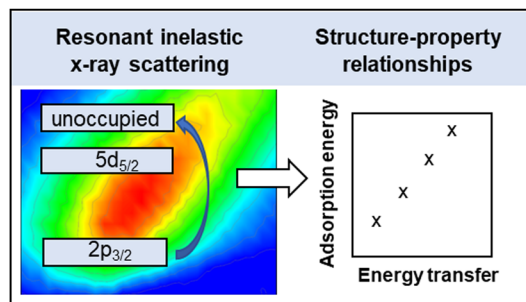 Resonant inelastic
x-ray scattering
unoccupied
5d5/2
2p3/2
Structure-property
relationships
Adsorption energy
x
x
x
x
Energy transfer